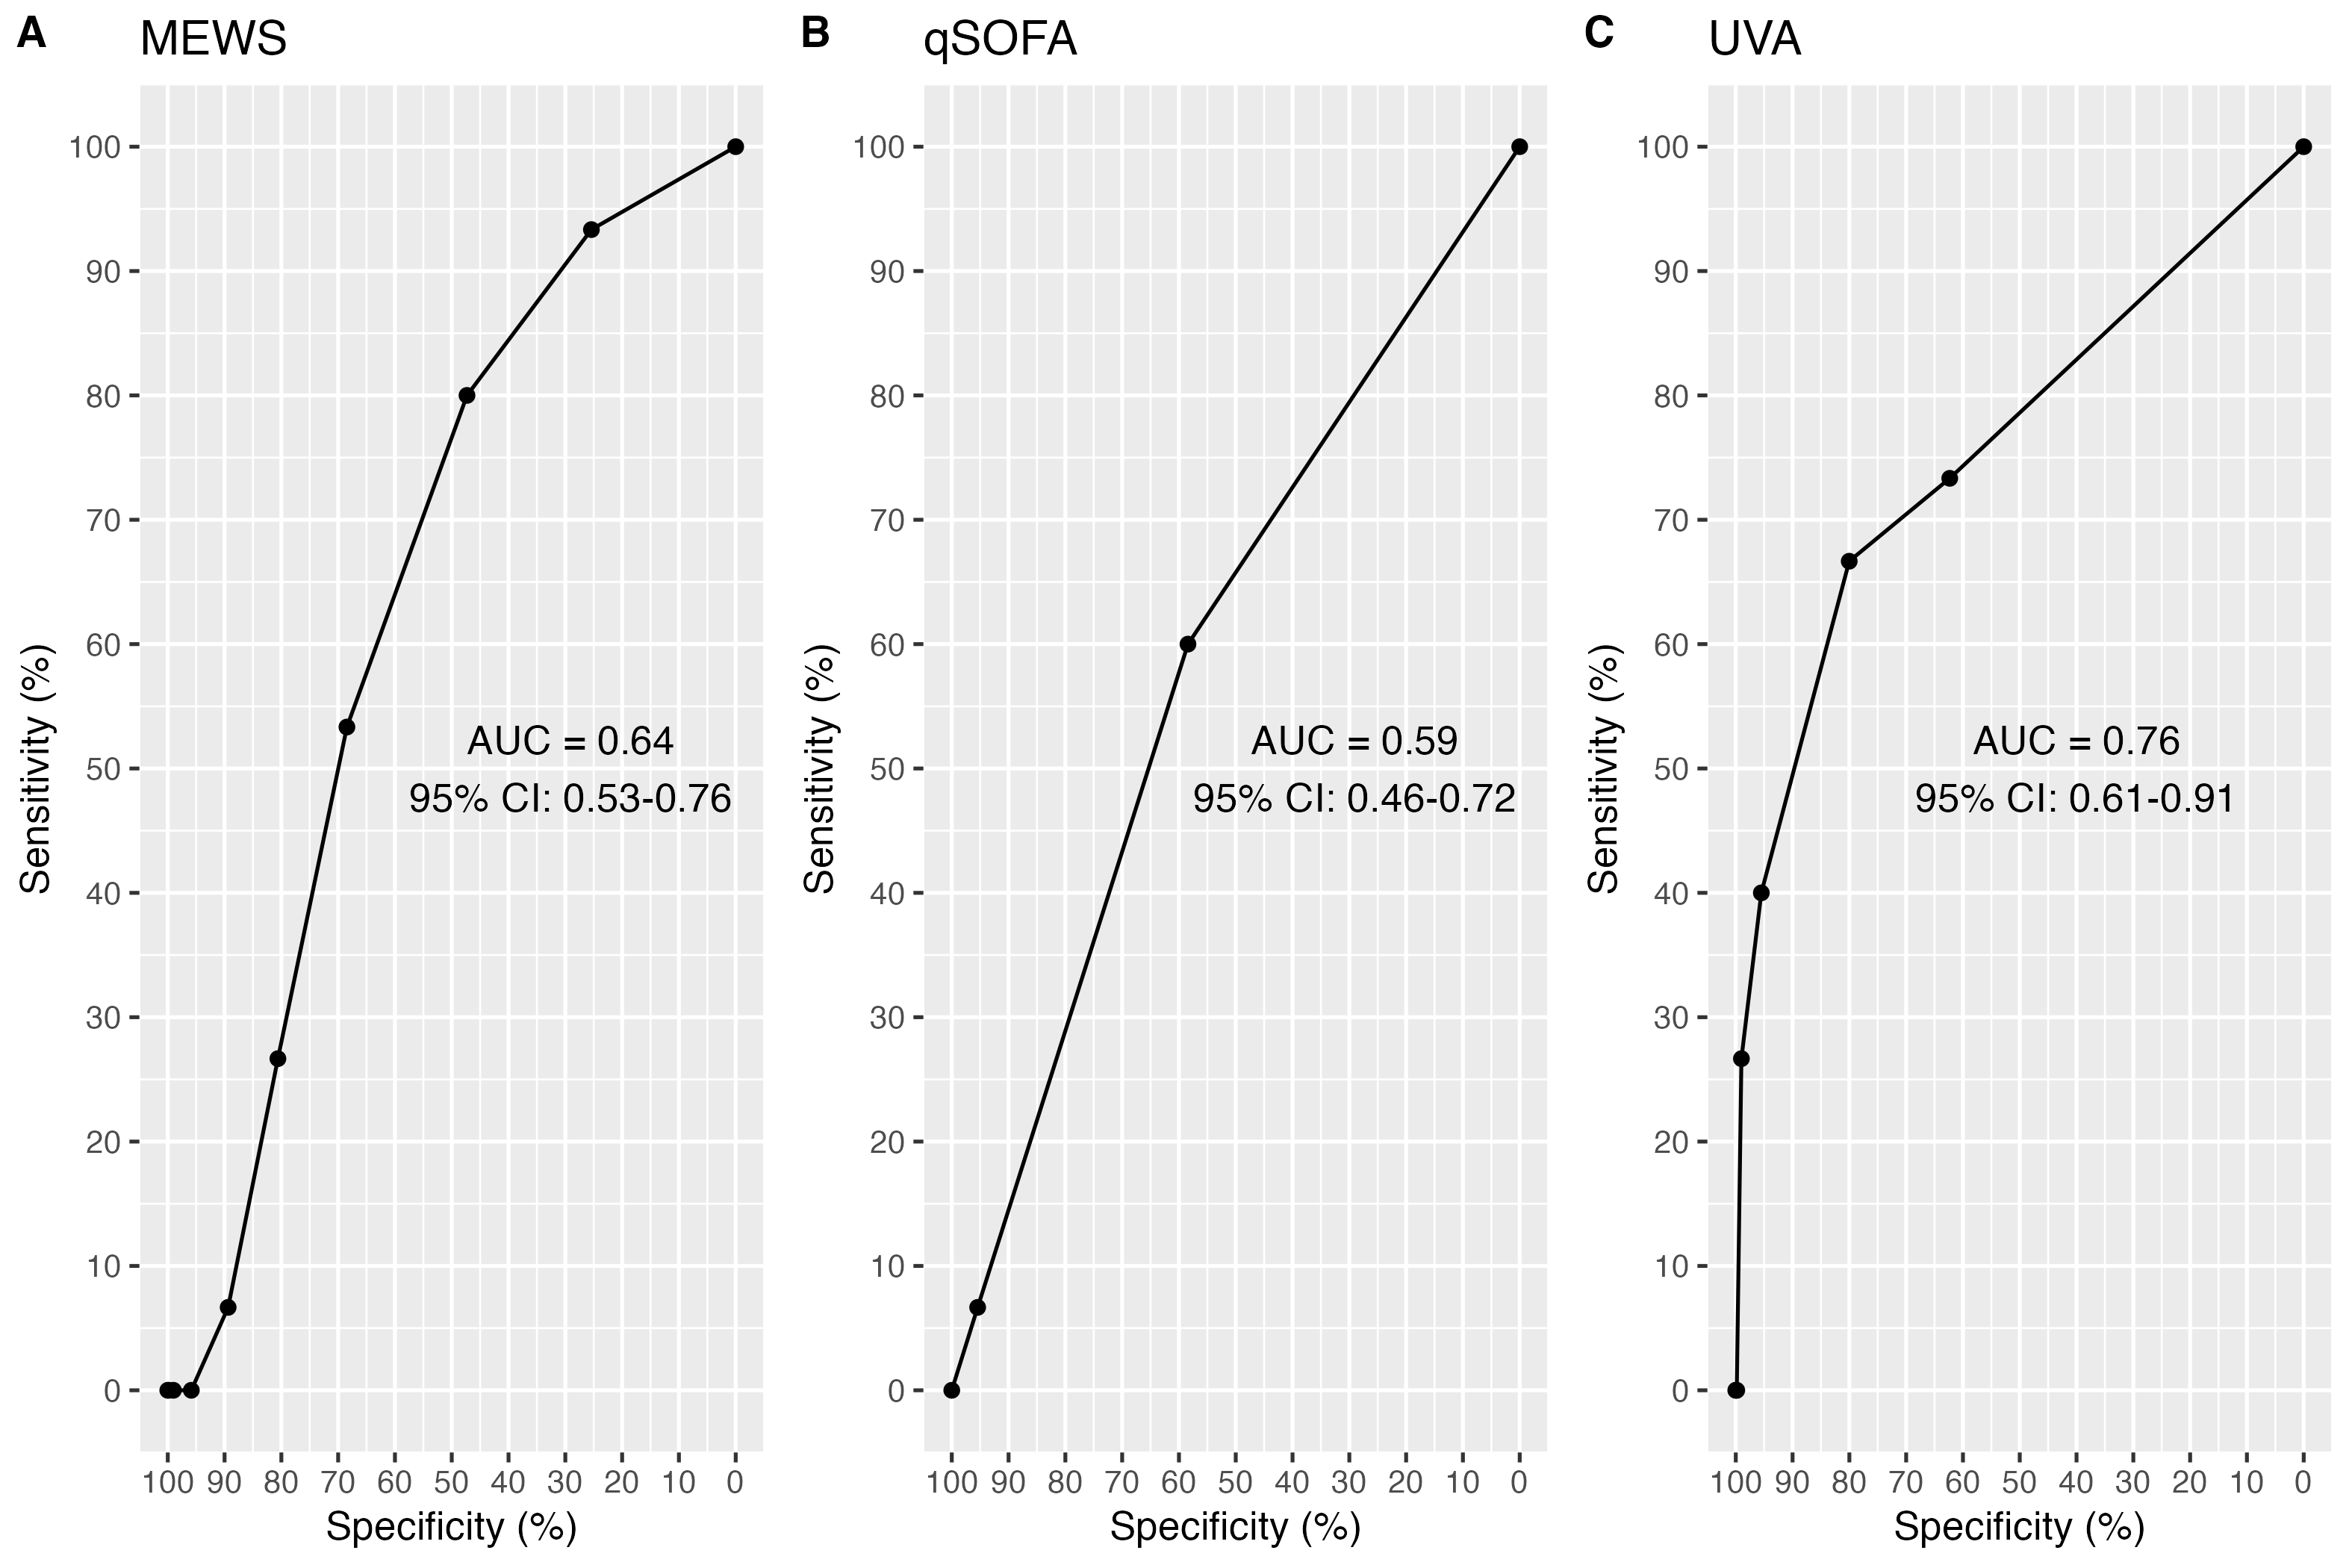 A MEWS
100
90
80
70
60
50
40
30
20
10
0
Sensitivity (%)
AUC = 0.64
95% CI: 0.53-0.76
100 90 80 70 60 50 40 30 20 10 0
Specificity (%)
B qSOFA
100
90
80
70
60
50
40
30
20
10
0
Sensitivity (%)
AUC = 0.59
95% CI: 0.46-0.72
100 90 80 70 60 50 40 30 20 10 0
Specificity (%)
C UVA
100
90
80
70
60
50
40
30
20
10
0
Sensitivity (%)
AUC = 0.76
95% CI: 0.61-0.91
100 90 80 70 60 50 40 30 20 10 0
Specificity (%)